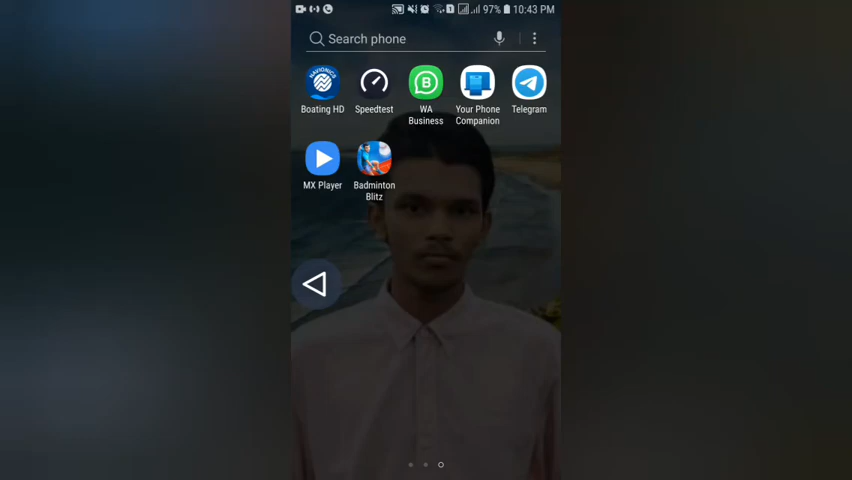 97% 10:43 PM
Search phone
NAVIONICS
Boating HD
Speedtest
WA
Business
Your Phone
Companion
Telegram
MX Player
Badminton
Blitz